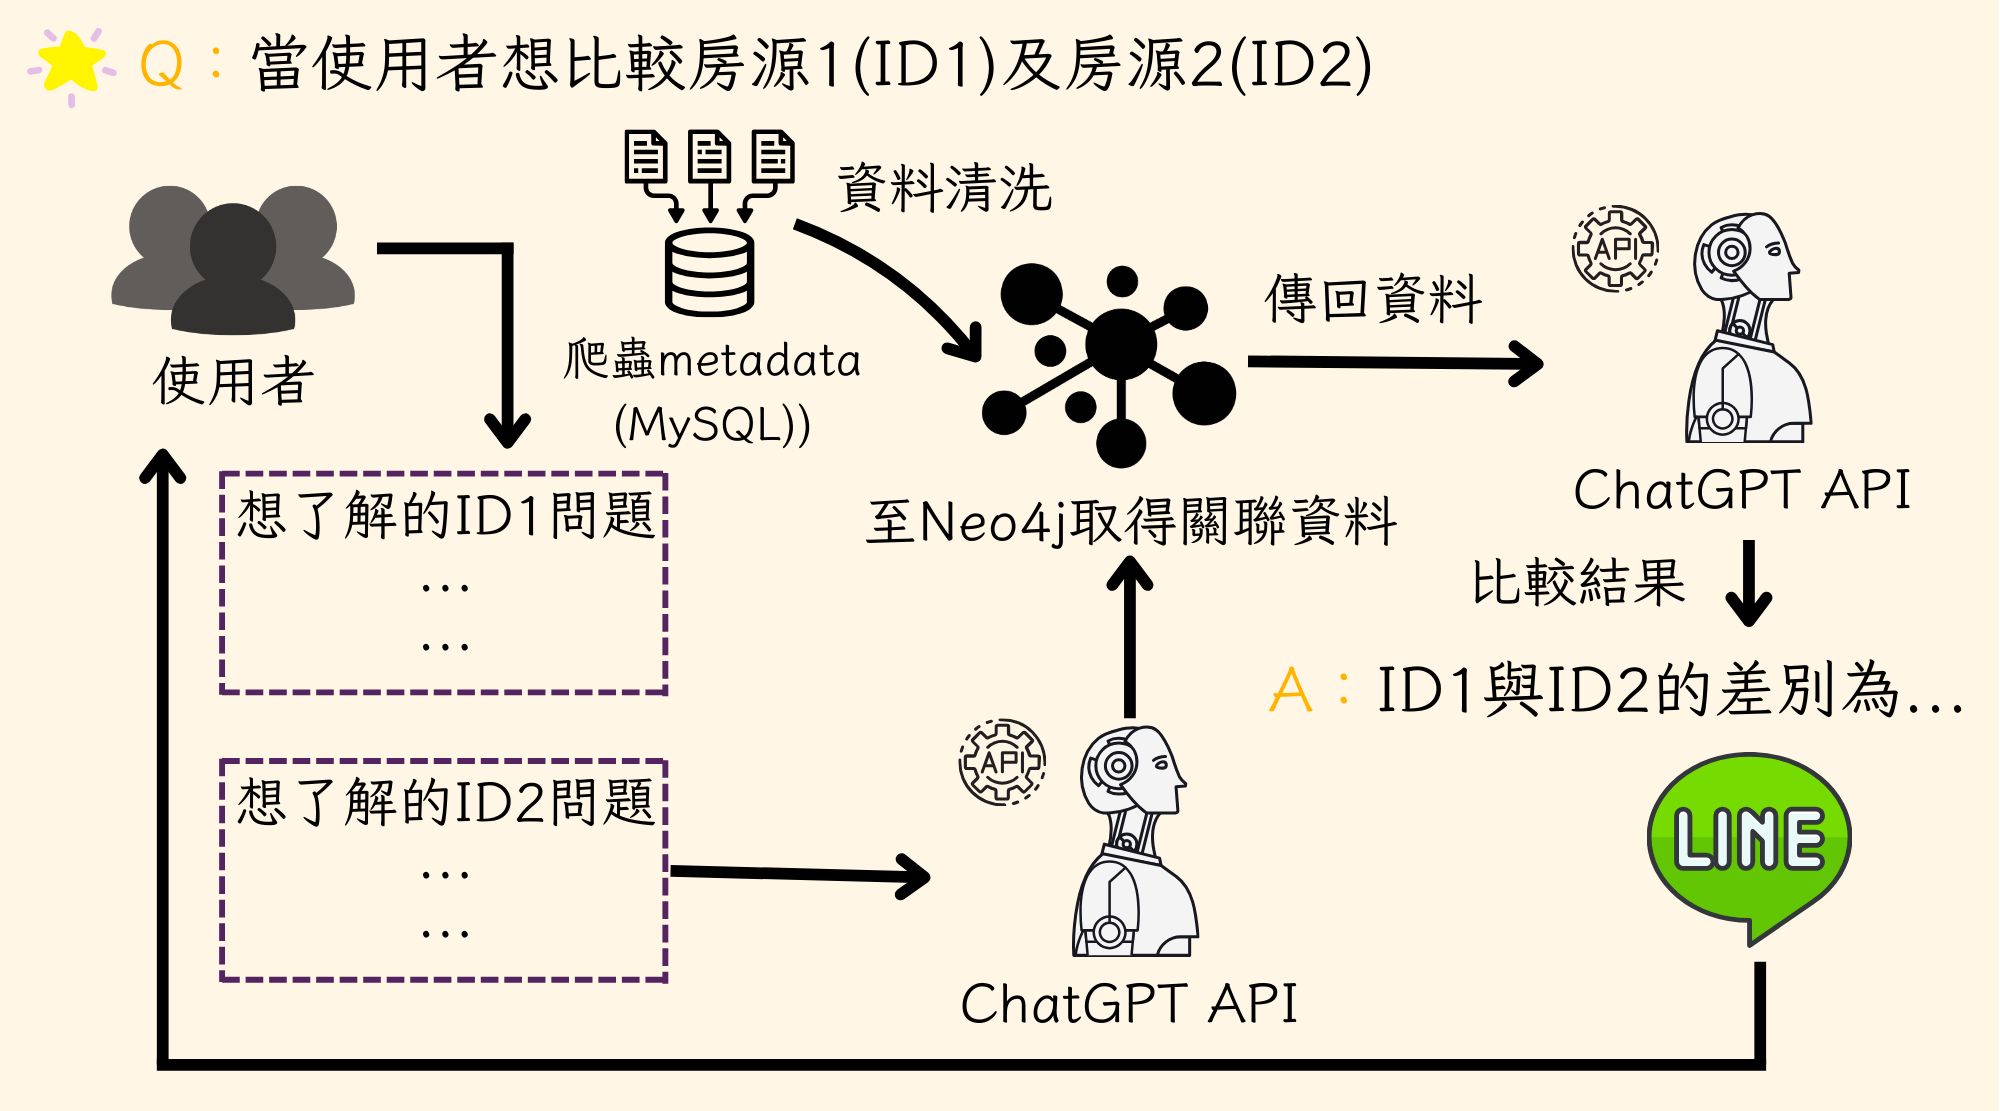 Q：當使用者想比較房源1(ID1)及房源2(ID2)
資料清洗
使用者
爬蟲metadata
(MySQL))
傳回資料
API
ChatGPT API
想了解的ID1問題
...
...
至Neo4j取得關聯資料
比較結果
A：ID1與ID2的差別為...
想了解的ID2問題
...
...
API
ChatGPT API
LINE